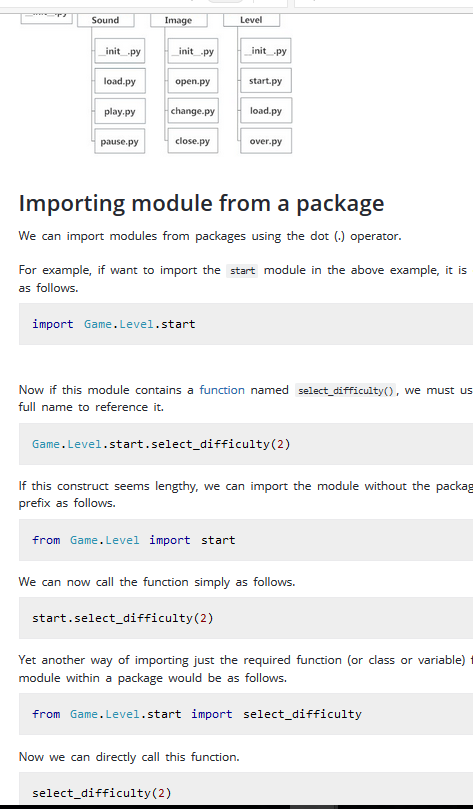 Sound Image Level
__init__.py __init__.py __init__.py
load.py open.py start.py
play.py change.py load.py
pause.py close.py over.py
Importing module from a package
We can import modules from packages using the dot (.) operator.
For example, if want to import the start module in the above example, it is
as follows.
import Game.Level.start
Now if this module contains a function named select_difficulty(), we must us
full name to reference it.
Game.Level.start.select_difficulty(2)
If this construct seems lengthy, we can import the module without the packag
prefix as follows.
from Game.Level import start
We can now call the function simply as follows.
start.select_difficulty(2)
Yet another way of importing just the required function (or class or variable)
module within a package would be as follows.
from Game.Level.start import select_difficulty
Now we can directly call this function.
select_difficulty(2)